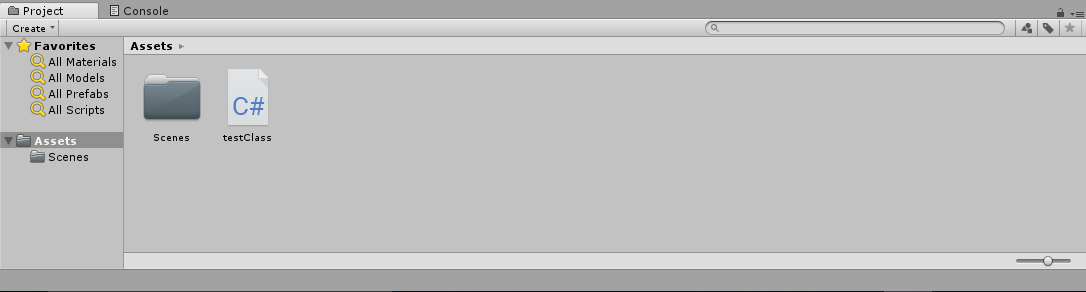 Project Console
Create
Favorites
All Materials
All Models
All Prefabs
All Scripts
Assets
Scenes
Assets
C#
Scenes testClass